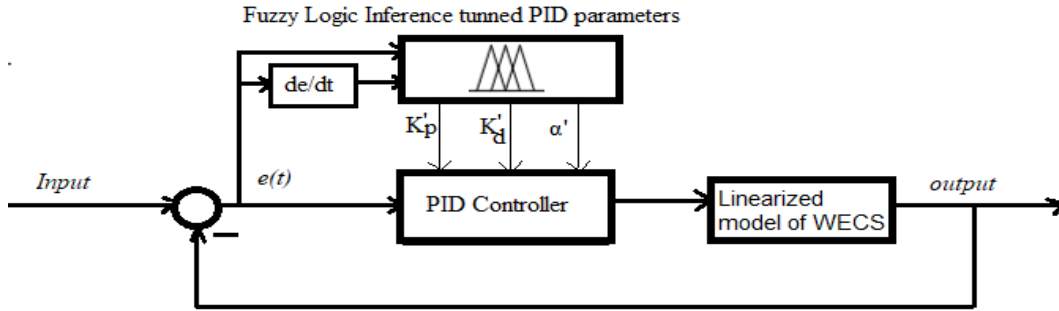 Fuzzy Logic Inference tunned PID parameters
de/dt
K'p
K'd
α'
Input
e(t)
PID Controller
Linearized
model of WECS
output